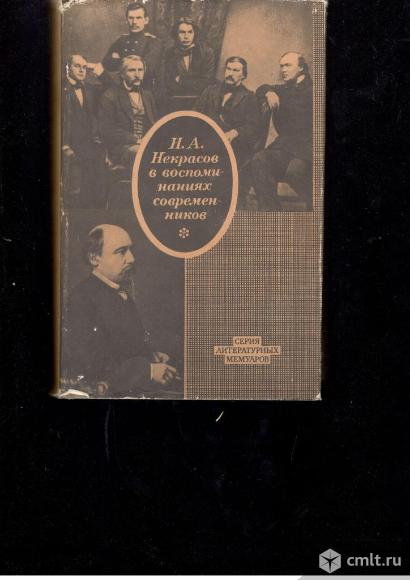 Н. А.
Некрасов
в воспоми-
наниях
современ-
ников
СЕРИЯ
ЛИТЕРАТУРНЫХ
МЕМУАРОВ
cmlt.ru